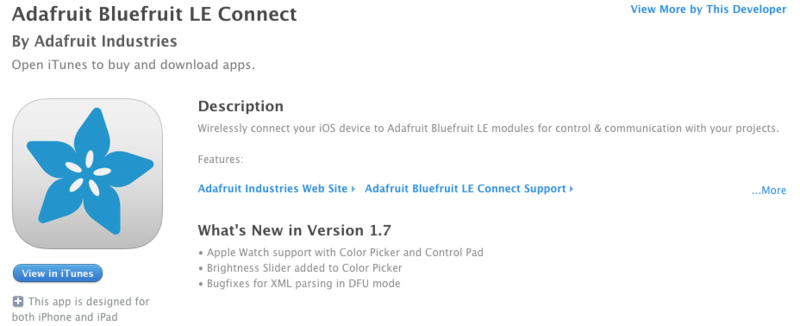 Adafruit Bluefruit LE Connect
View More by This Developer
By Adafruit Industries
Open iTunes to buy and download apps.
Description
Wirelessly connect your iOS device to Adafruit Bluefruit LE modules for control & communication with your projects.
Features:
Adafruit Industries Web Site
Adafruit Bluefruit LE Connect Support
...More
What's New in Version 1.7
• Apple Watch support with Color Picker and Control Pad
• Brightness Slider added to Color Picker
• Bugfixes for XML parsing in DFU mode
View in iTunes
This app is designed for
both iPhone and iPad